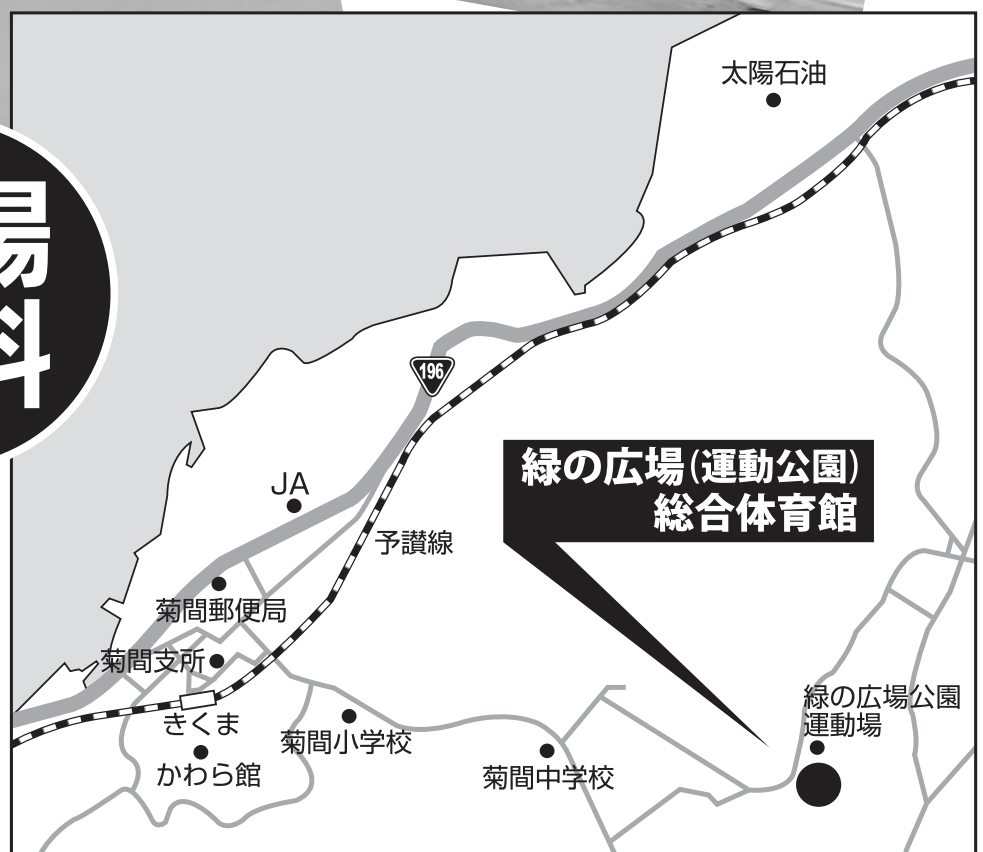 太陽石油
料
196
緑の広場(運動公園)
総合体育館
JA
予讃線
菊間郵便局
菊間支所
きくま
緑の広場公園
運動場
菊間小学校
かわら館
菊間中学校